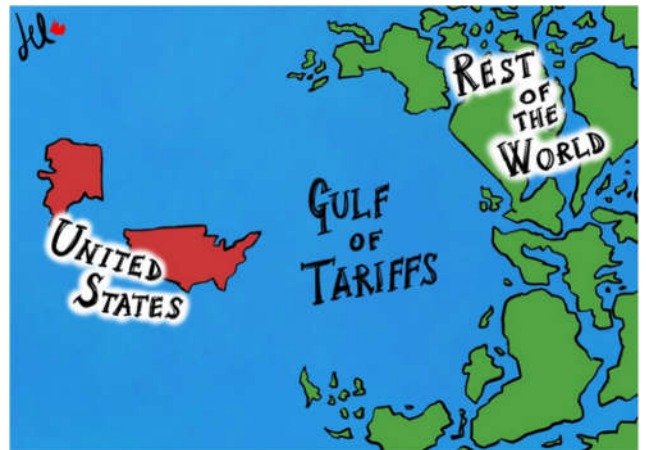 UNITED
STATES
GULF
OF
TARIFFS
REST
OF
THE
WORLD